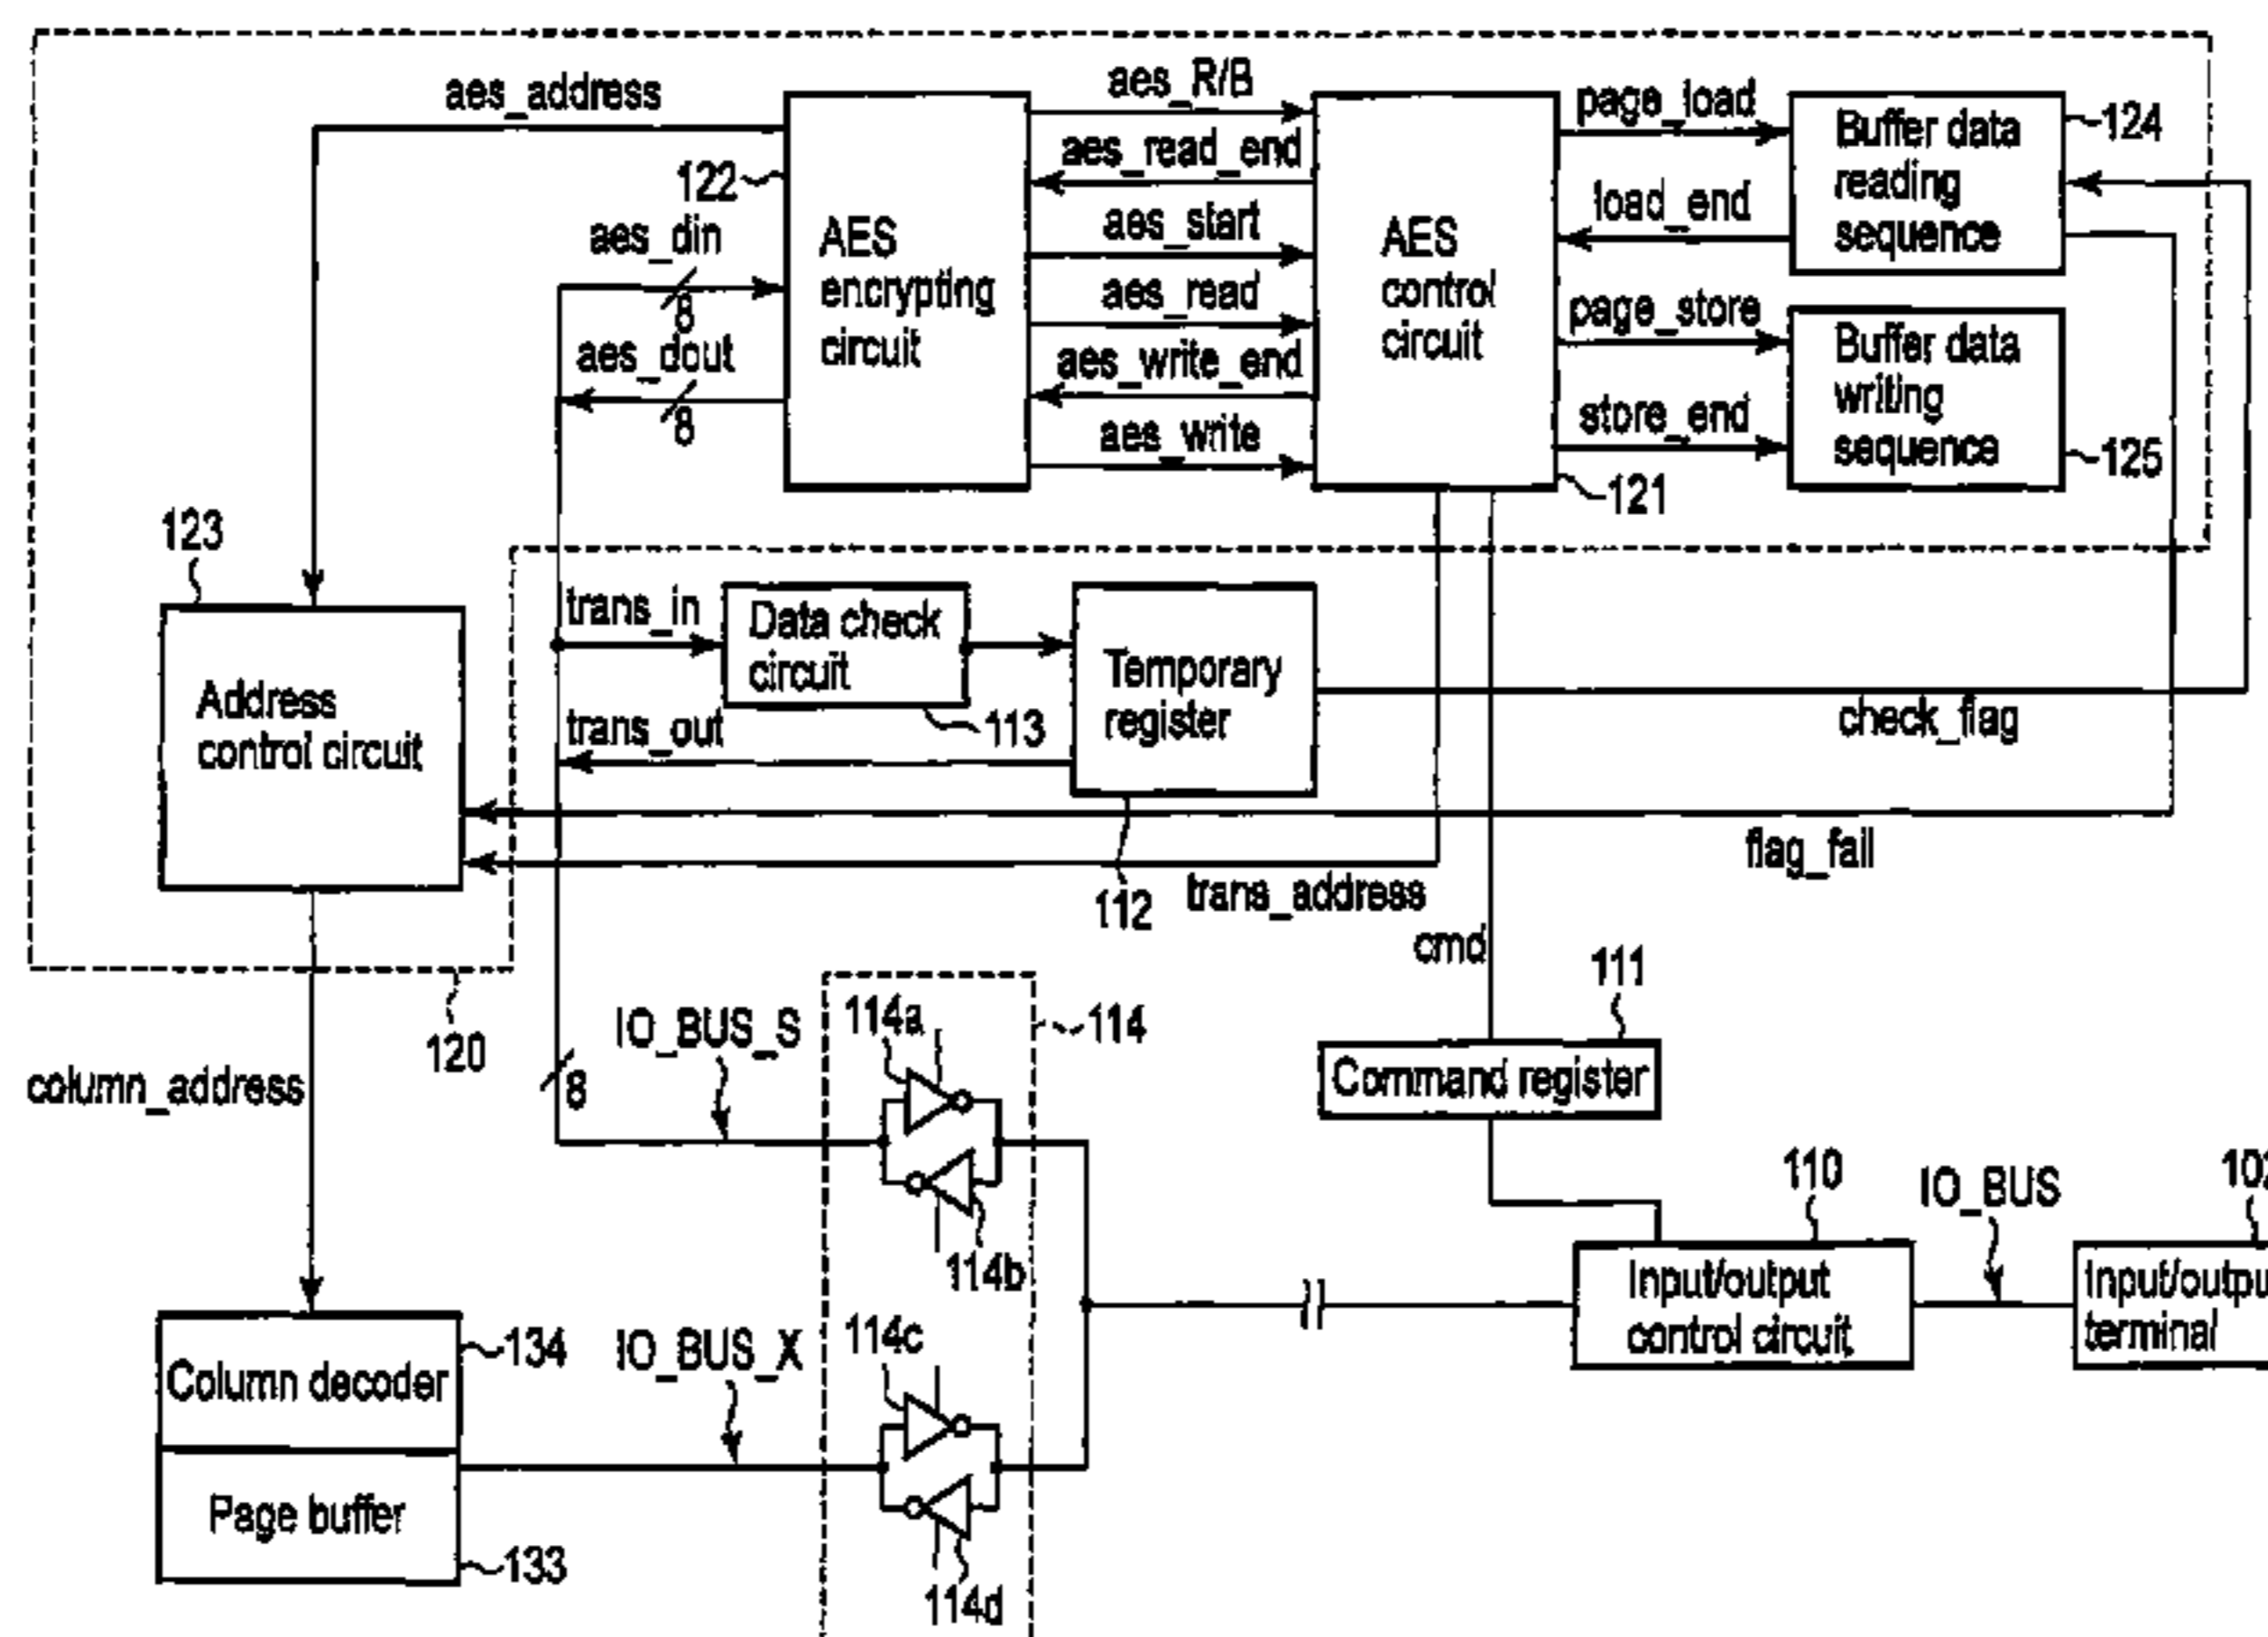 aes_address
aes_R/B
page_load
Buffer data
reading
sequence
124
122
aes_read_end
load_end
aes_din
8
AES
encrypting
circuit
aes_start
AES
control
circuit
aes_read
page_store
Buffer data
writing
sequence
125
aes_dout
8
aes_write_end
store_end
aes_write
121
123
trans_in
Data check
circuit
113
Temporary
register
Address
control circuit
trans_out
check_flag
flag_fail
112
trans_address
cmd
111
120
column_address
8
IO_BUS_S
114a
114
Command register
114b
110
IO_BUS
102
Input/output
control circuit
Input/output
terminal
134
Column decoder
IO_BUS_X
114c
Page buffer
133
114d